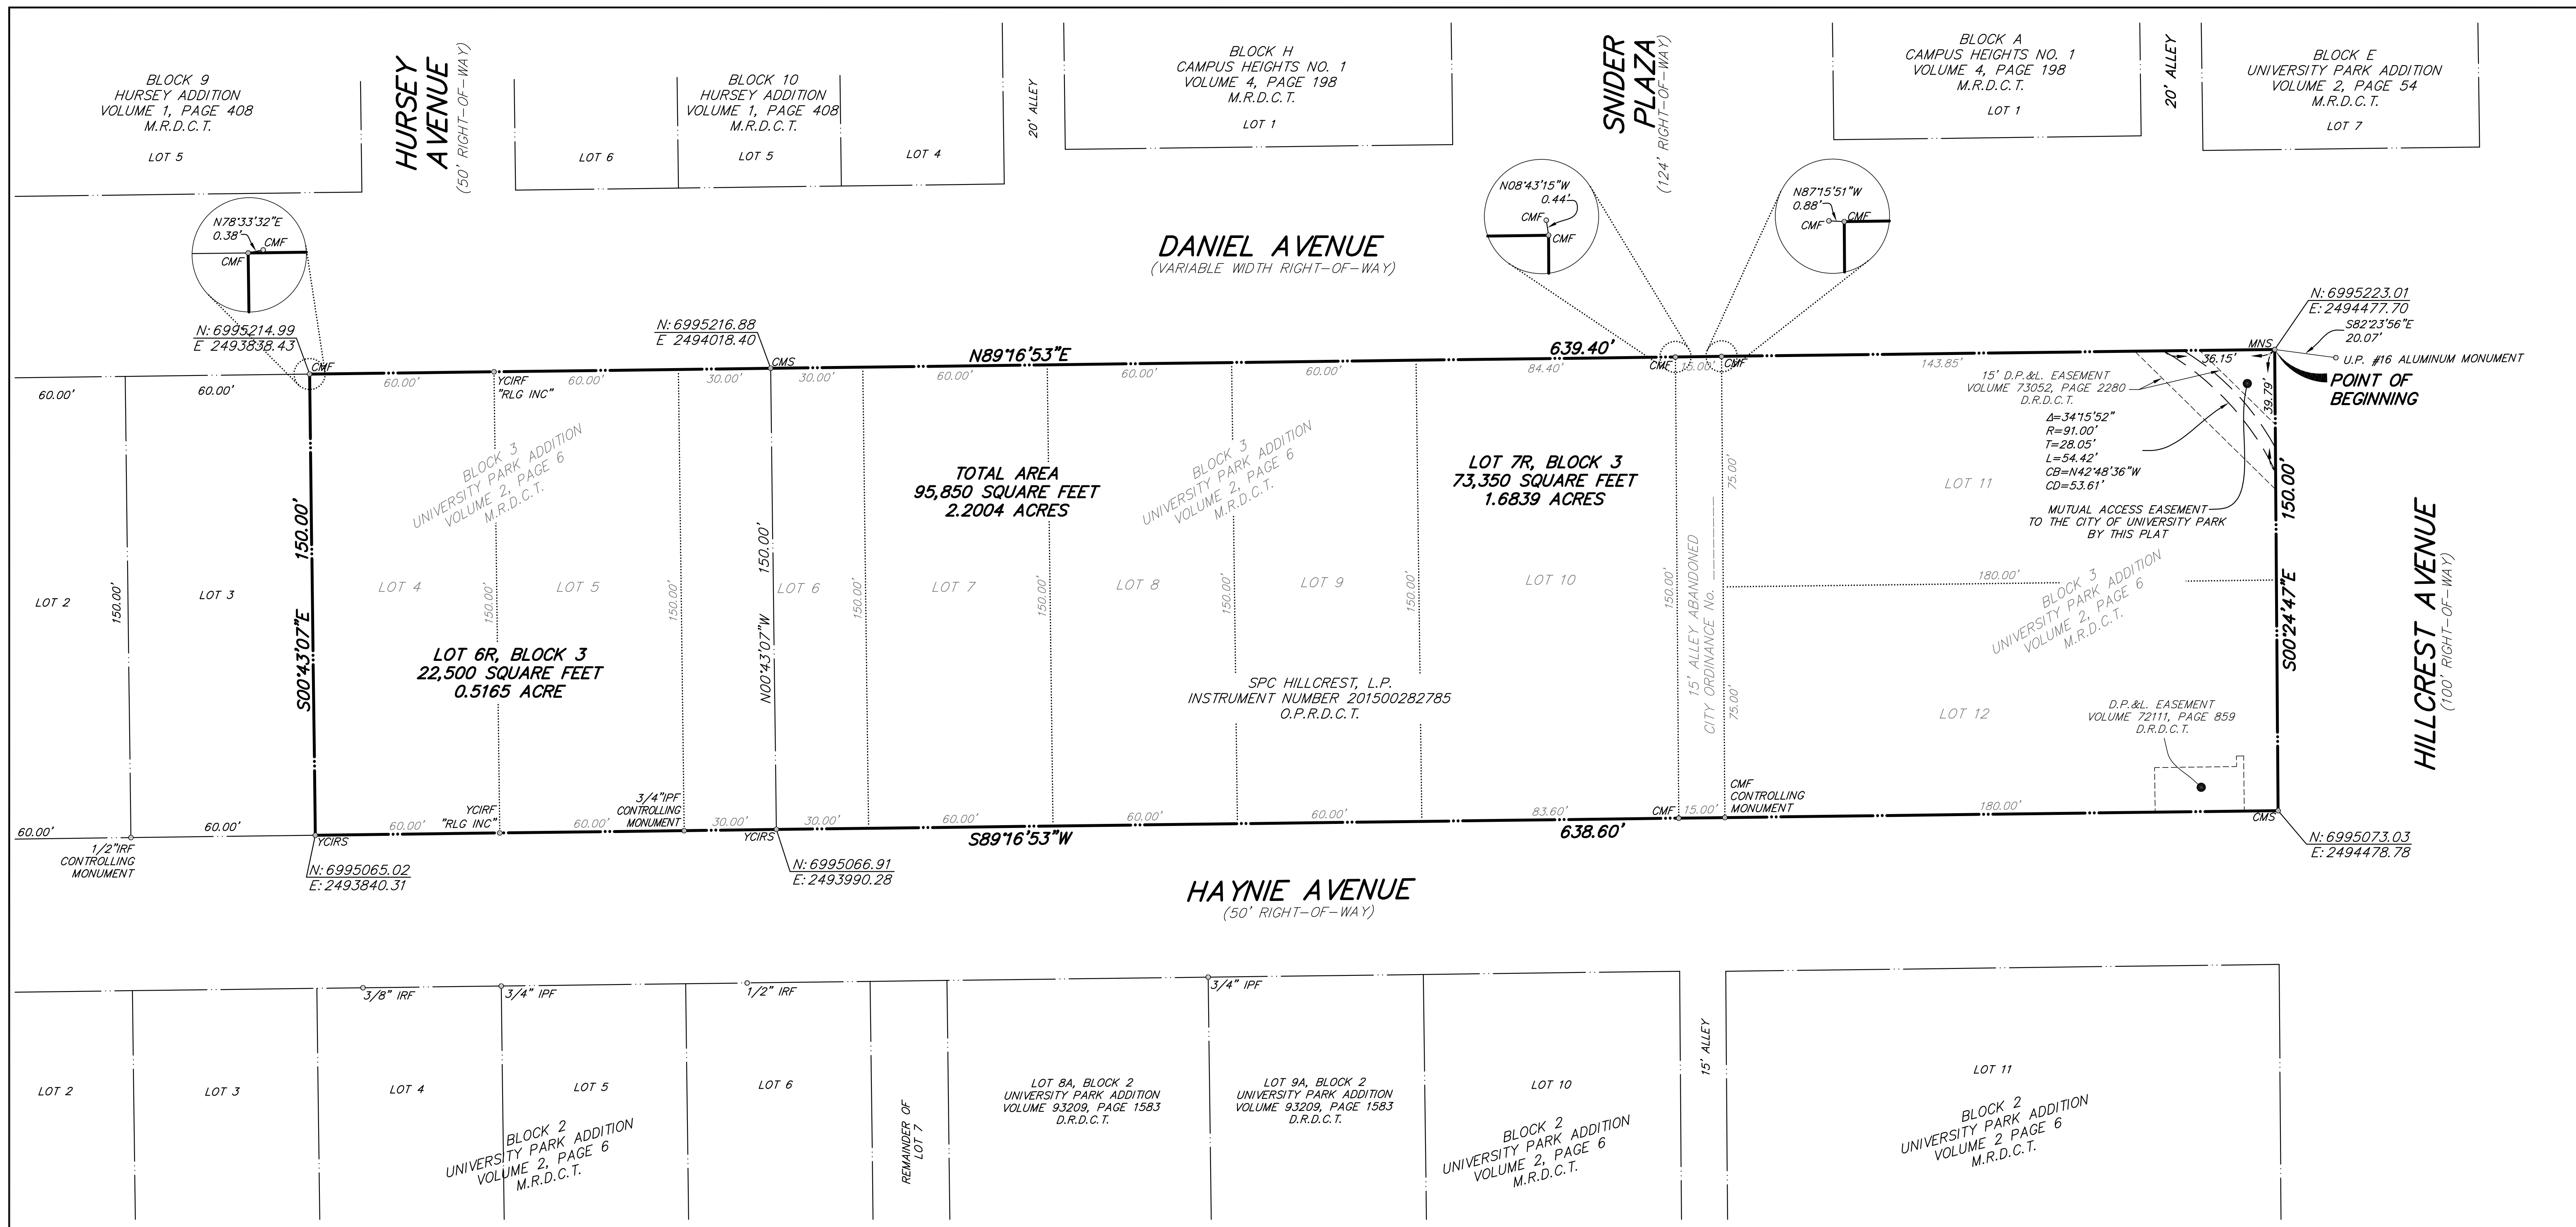 BLOCK 9
HURSEY ADDITION
VOLUME 1, PAGE 408
M.R.D.C.T.
LOT 5
HURSEY
AVENUE
(50' RIGHT-OF-WAY)
BLOCK 10
HURSEY ADDITION
VOLUME 1, PAGE 408
M.R.D.C.T.
LOT 6
LOT 5
LOT 4
20' ALLEY
BLOCK H
CAMPUS HEIGHTS NO. 1
VOLUME 4, PAGE 198
M.R.D.C.T.
LOT 1
SNIDER
PLAZA
(124' RIGHT-OF-WAY)
BLOCK A
CAMPUS HEIGHTS NO. 1
VOLUME 4, PAGE 198
M.R.D.C.T.
LOT 1
20' ALLEY
BLOCK E
UNIVERSITY PARK ADDITION
VOLUME 2, PAGE 54
M.R.D.C.T.
LOT 7
N78°33'32"E
0.38'
CMF
CMF
N08°43'15"W
0.44'
CMF
CMF
N87°15'51"W
0.88'
CMF
CMF
DANIEL AVENUE
(VARIABLE WIDTH RIGHT-OF-WAY)
N: 6995214.99
E 2493838.43
CMF
N: 6995216.88
E 2494018.40
CMS
N89°16'53"E
639.40'
CMF
CMF
N: 6995223.01
E: 2494477.70
S82°23'56"E
20.07'
MNS
U.P. #16 ALUMINUM MONUMENT
POINT OF
BEGINNING
60.00'
60.00'
60.00'
YCIRF
"RLG INC"
60.00'
30.00'
30.00'
60.00'
60.00'
60.00'
84.40'
15.00'
143.85'
36.15'
39.79'
15' D.P.&L. EASEMENT
VOLUME 73052, PAGE 2280
D.R.D.C.T.
Δ=34°15'52"
R=91.00'
T=28.05'
L=54.42'
CB=N42°48'36"W
CD=53.61'
MUTUAL ACCESS EASEMENT
TO THE CITY OF UNIVERSITY PARK
BY THIS PLAT
BLOCK 3
UNIVERSITY PARK ADDITION
VOLUME 2, PAGE 6
M.R.D.C.T.
TOTAL AREA
95,850 SQUARE FEET
2.2004 ACRES
BLOCK 3
UNIVERSITY PARK ADDITION
VOLUME 2, PAGE 6
M.R.D.C.T.
LOT 7R, BLOCK 3
73,350 SQUARE FEET
1.6839 ACRES
LOT 11
LOT 2
150.00'
LOT 3
S00°43'07"E
150.00'
LOT 4
150.00'
LOT 5
150.00'
N00°43'07"W
150.00'
LOT 6
150.00'
LOT 7
150.00'
LOT 8
150.00'
LOT 9
150.00'
LOT 10
150.00'
15' ALLEY ABANDONED
CITY ORDINANCE No. _________
75.00'
75.00'
180.00'
BLOCK 3
UNIVERSITY PARK ADDITION
VOLUME 2, PAGE 6
M.R.D.C.T.
S00°24'47"E
150.00'
HILLCREST AVENUE
(100' RIGHT-OF-WAY)
LOT 6R, BLOCK 3
22,500 SQUARE FEET
0.5165 ACRE
SPC HILLCREST, L.P.
INSTRUMENT NUMBER 201500282785
O.P.R.D.C.T.
LOT 12
D.P.&L. EASEMENT
VOLUME 72111, PAGE 859
D.R.D.C.T.
60.00'
1/2"IRF
CONTROLLING
MONUMENT
60.00'
YCIRS
60.00'
YCIRF
"RLG INC"
60.00'
3/4"IPF
CONTROLLING
MONUMENT
30.00'
YCIRS
30.00'
60.00'
S89°16'53"W
60.00'
60.00'
83.60'
638.60'
CMF
15.00'
CMF
CONTROLLING
MONUMENT
180.00'
CMS
N: 6995065.02
E: 2493840.31
N: 6995066.91
E: 2493990.28
N: 6995073.03
E: 2494478.78
HAYNIE AVENUE
(50' RIGHT-OF-WAY)
3/8" IRF
3/4" IPF
1/2" IRF
3/4" IPF
LOT 2
LOT 3
LOT 4
LOT 5
LOT 6
BLOCK 2
UNIVERSITY PARK ADDITION
VOLUME 2, PAGE 6
M.R.D.C.T.
REMAINDER OF
LOT 7
LOT 8A, BLOCK 2
UNIVERSITY PARK ADDITION
VOLUME 93209, PAGE 1583
D.R.D.C.T.
LOT 9A, BLOCK 2
UNIVERSITY PARK ADDITION
VOLUME 93209, PAGE 1583
D.R.D.C.T.
LOT 10
BLOCK 2
UNIVERSITY PARK ADDITION
VOLUME 2, PAGE 6
M.R.D.C.T.
15' ALLEY
LOT 11
BLOCK 2
UNIVERSITY PARK ADDITION
VOLUME 2 PAGE 6
M.R.D.C.T.